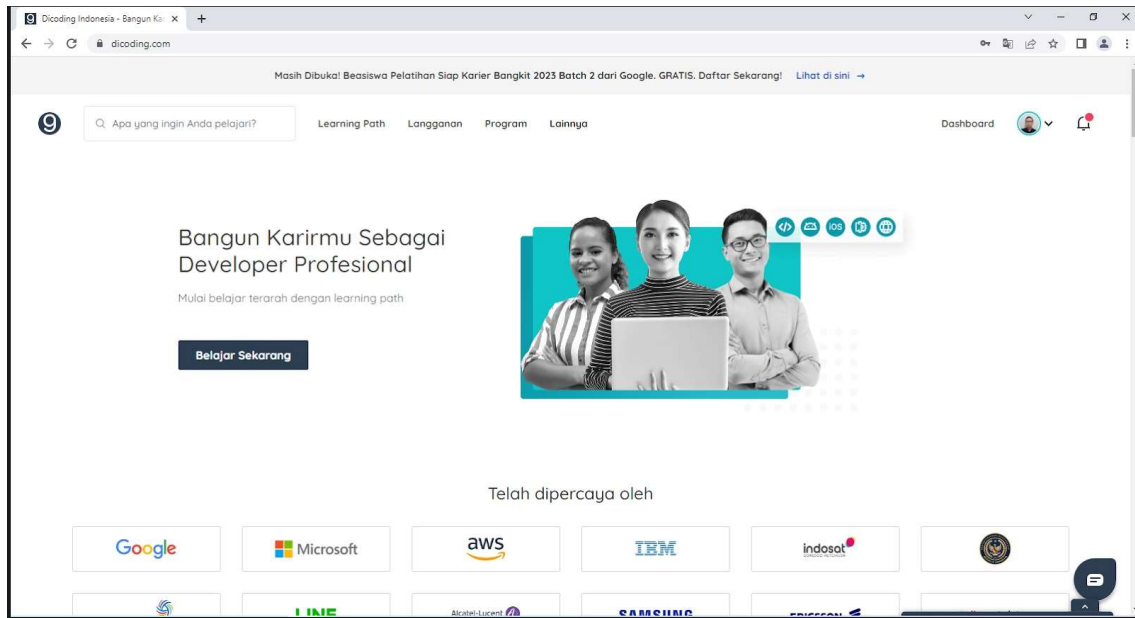 Dicoding Indonesia - Bangun Ka
dicoding.com
Masih Dibuka! Beasiswa Pelatihan Siap Karier Bangkit 2023 Batch 2 dari Google. GRATIS. Daftar Sekarang! Lihat di sini →
Apa yang ingin Anda pelajari? Learning Path Langganan Program Lainnya Dashboard
Bangun Karirmu Sebagai
Developer Profesional
Mulai belajar terarah dengan learning path
Belajar Sekarang
iOS
Telah dipercaya oleh
Google Microsoft aws IBM indosat
LINE Alcatel-Lucent SAMSUNG ERICSSON